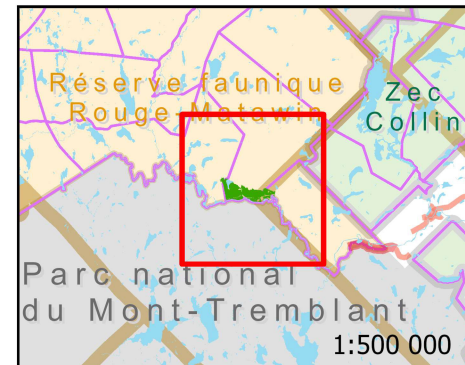 Réserve faunique
Rouge-Matawin
Zec
Collin
Parc national
du Mont-Tremblant
1:500 000